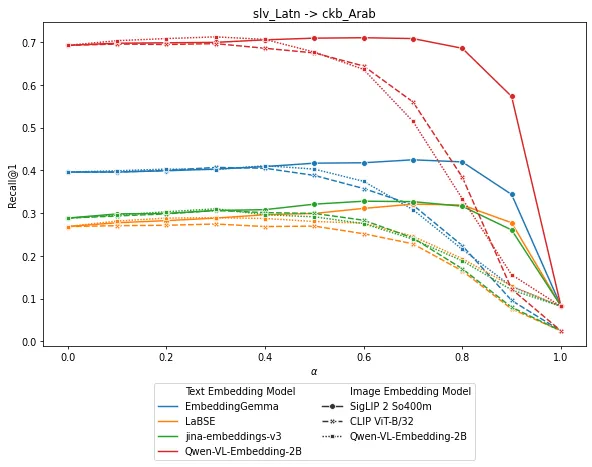 slv_Latn -> ckb_Arab
0.7
0.6
0.5
0.4
0.3
0.2
0.1
0.0
Recall@1
0.0 0.2 0.4 0.6 0.8 1.0
α
Text Embedding Model
EmbeddingGemma
LaBSE
jina-embeddings-v3
Qwen-VL-Embedding-2B
Image Embedding Model
SigLIP 2 So400m
CLIP ViT-B/32
Qwen-VL-Embedding-2B